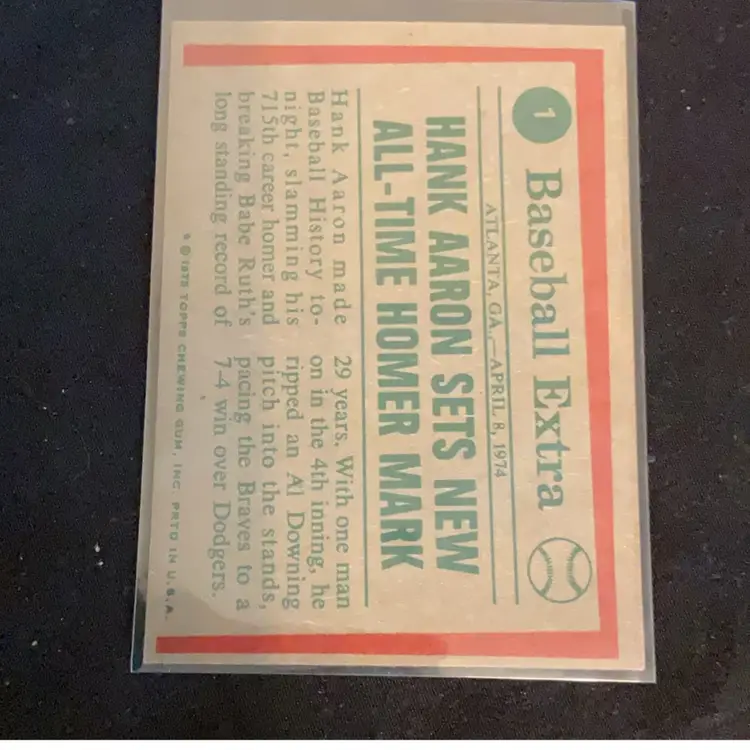 1
Baseball Extra
ATLANTA, GA.,—APRIL 8, 1974
HANK AARON SETS NEW
ALL-TIME HOMER MARK
Hank Aaron made
Baseball History to-
night, slamming his
715th career homer and
breaking Babe Ruth's
long standing record of
29 years. With one man
on in the 4th inning, he
ripped an Al Downing
pitch into the stands,
pacing the Braves to a
7-4 win over Dodgers.
* © 1975 TOPPS CHEWING GUM, INC. PRTD IN U.S.A.